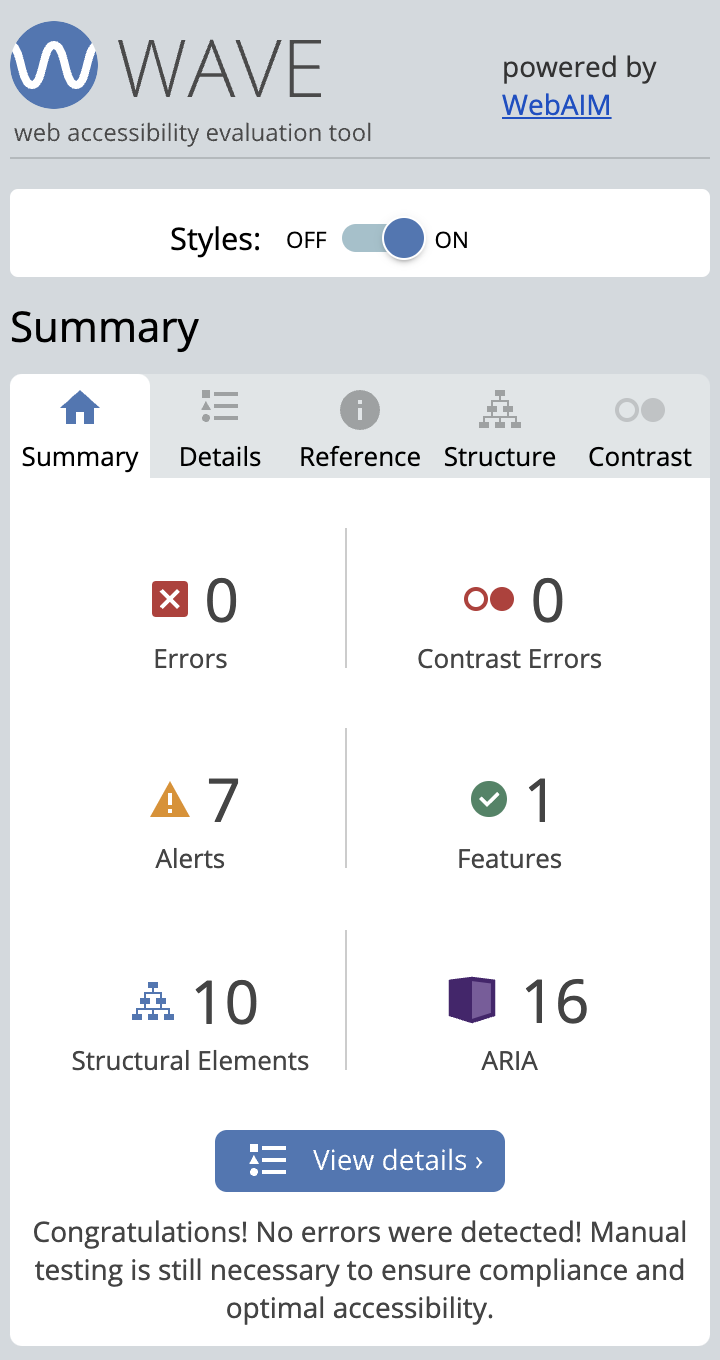 WAVE
web accessibility evaluation tool
powered by
WebAIM
Styles: OFF ON
Summary
Summary Details Reference Structure Contrast
0 0
Errors Contrast Errors
7 1
Alerts Features
10 16
Structural Elements ARIA
View details ›
Congratulations! No errors were detected! Manual
testing is still necessary to ensure compliance and
optimal accessibility.